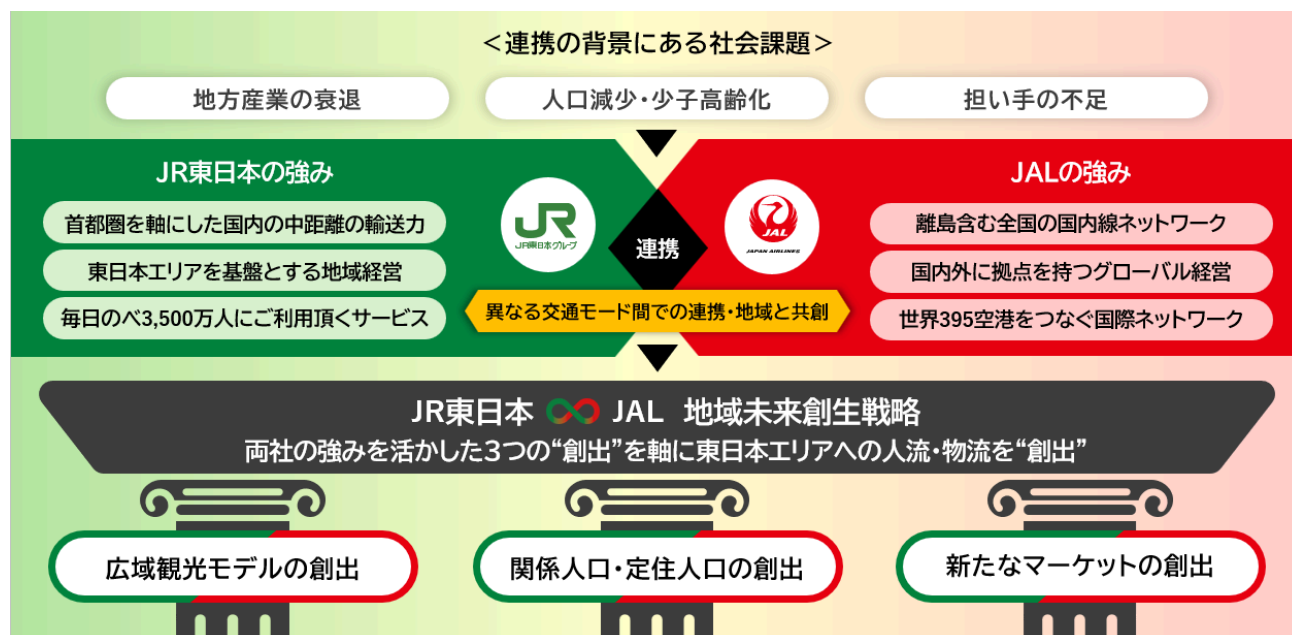 ＜連携の背景にある社会課題＞
地方産業の衰退
人口減少・少子高齢化
担い手の不足
JR東日本の強み
首都圏を軸にした国内の中距離の輸送力
東日本エリアを基盤とする地域経営
毎日のべ3,500万人にご利用頂くサービス
JR
JR東日本グループ
連携
JAL
JAPAN AIRLINES
異なる交通モード間での連携・地域と共創
JALの強み
離島含む全国の国内線ネットワーク
国内外に拠点を持つグローバル経営
世界395空港をつなぐ国際ネットワーク
JR東日本 JAL 地域未来創生戦略
両社の強みを活かした3つの“創出”を軸に東日本エリアへの人流・物流を“創出”
広域観光モデルの創出
関係人口・定住人口の創出
新たなマーケットの創出